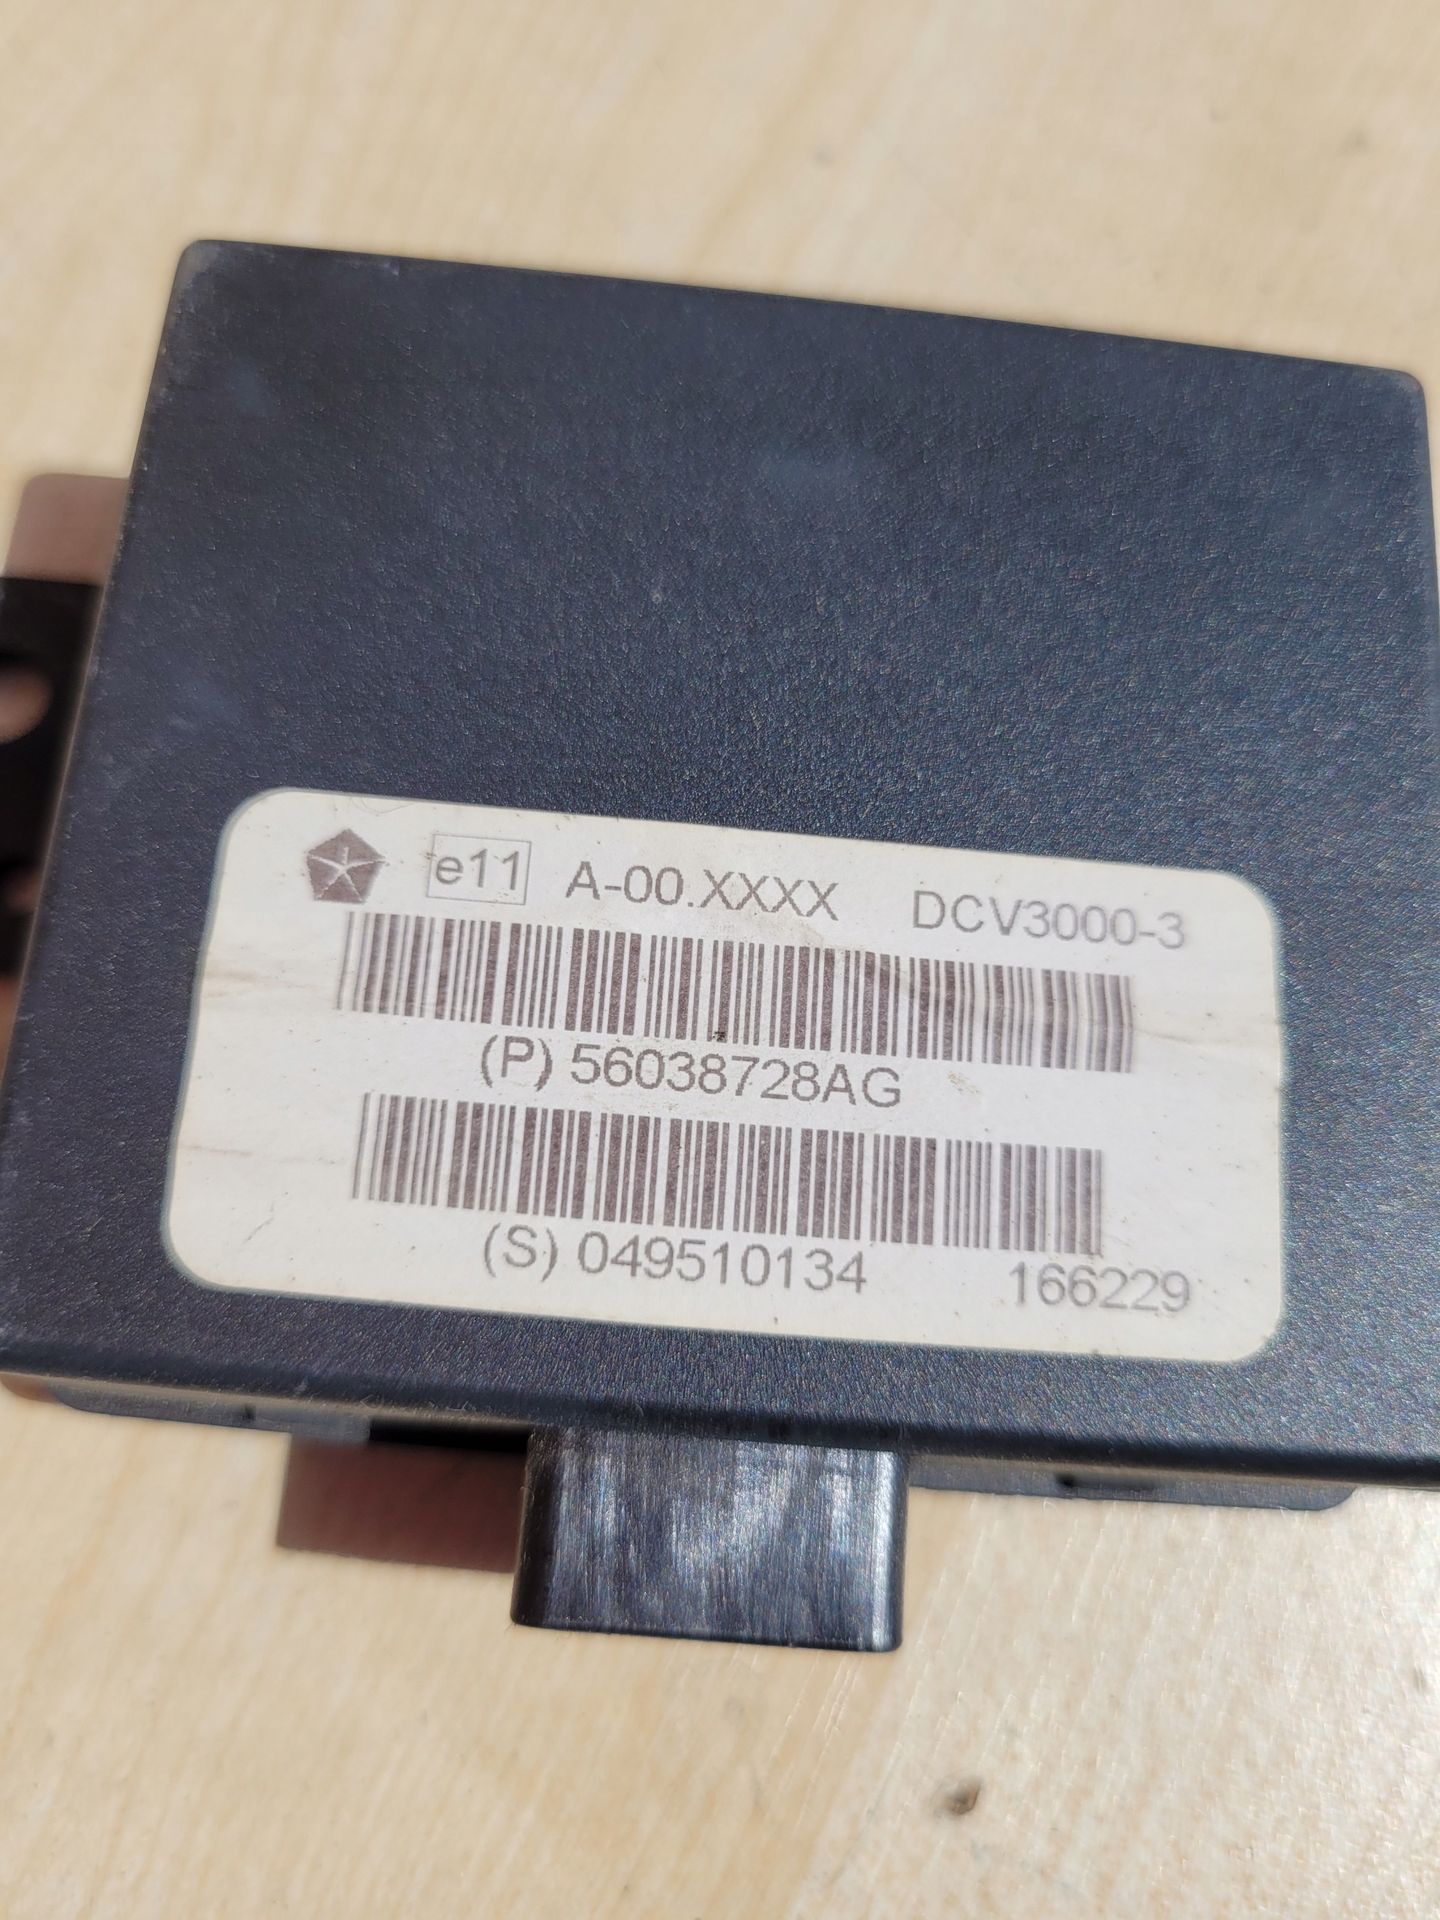 e11 A-00.XXXX DCV3000-3
(P) 56038728AG
(S) 049510134 166229